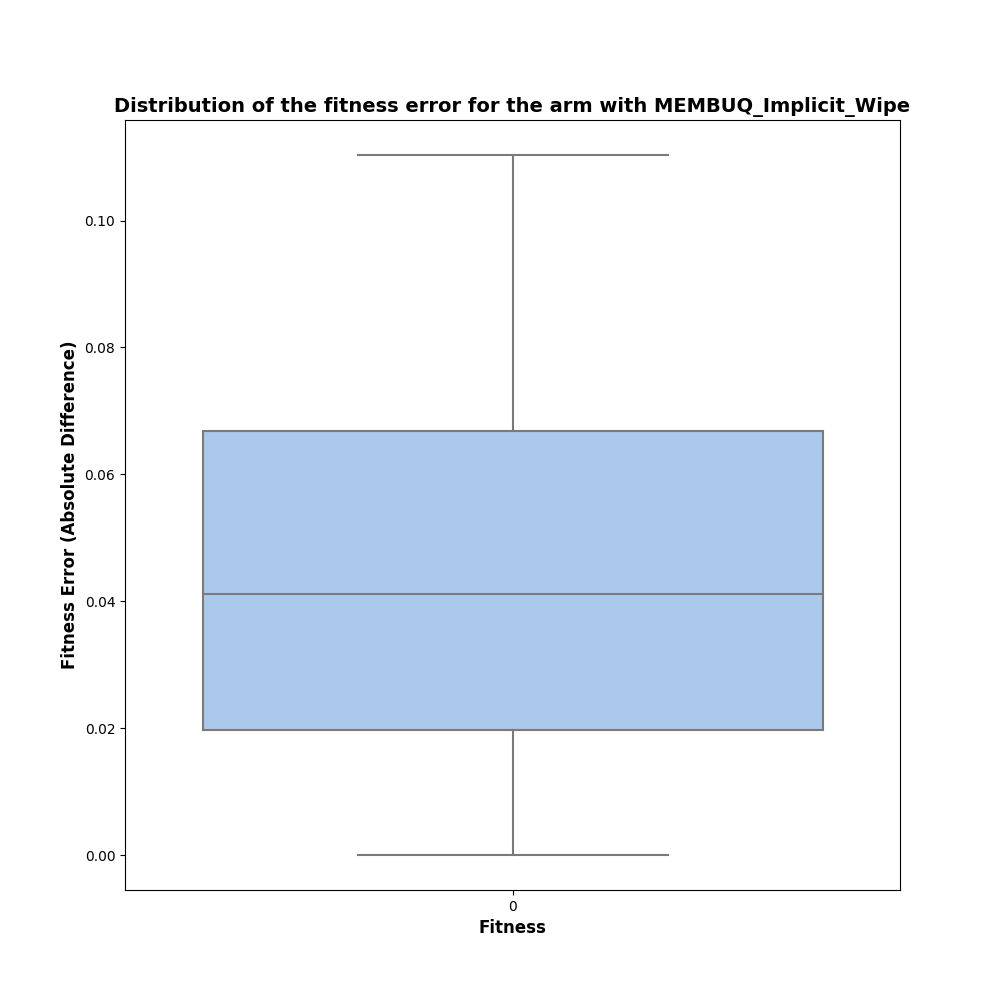 Distribution of the fitness error for the arm with MEMBUQ_Implicit_Wipe
Fitness Error (Absolute Difference)
0.10
0.08
0.06
0.04
0.02
0.00
0
Fitness